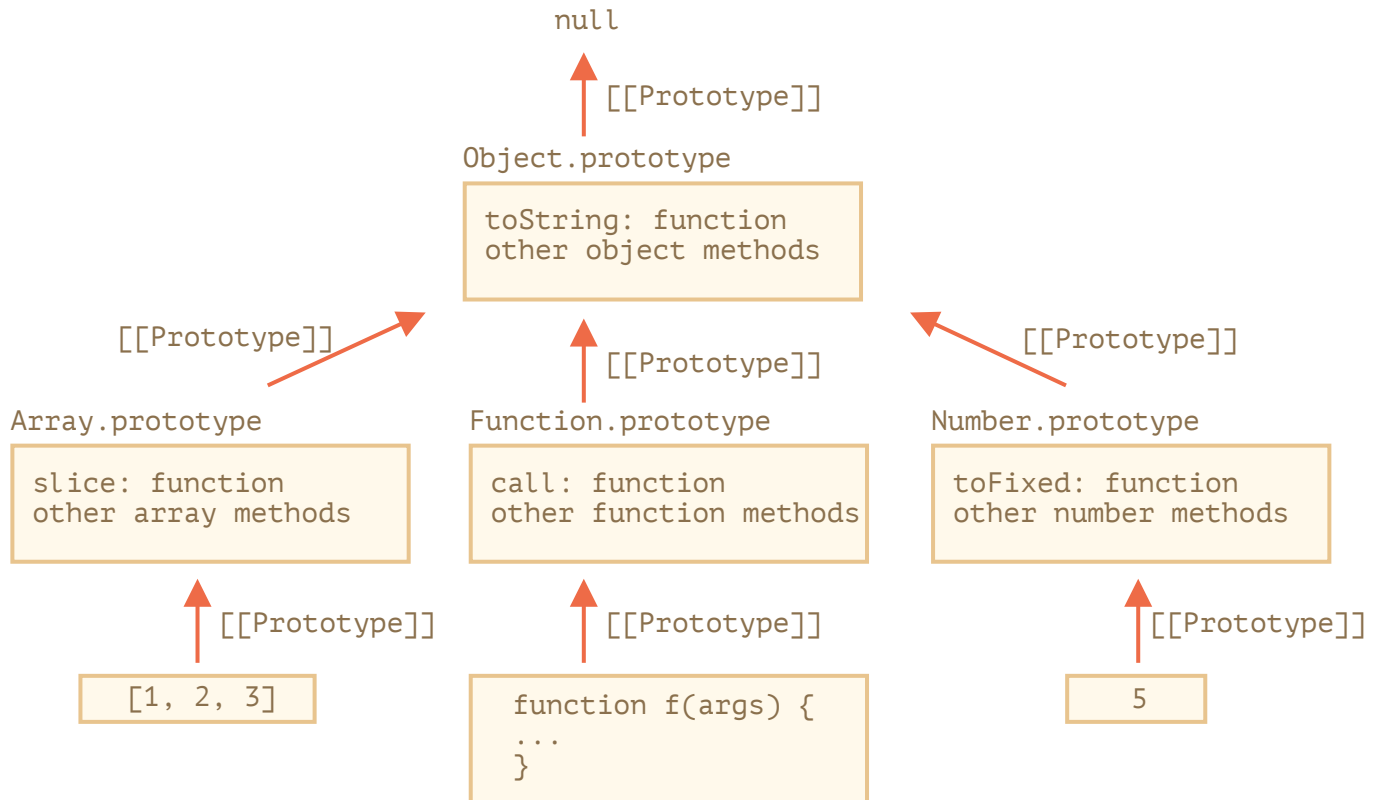 null
[[Prototype]]
Object.prototype
toString: function
other object methods
[[Prototype]]
[[Prototype]]
[[Prototype]]
Array.prototype
slice: function
other array methods
Function.prototype
call: function
other function methods
Number.prototype
toFixed: function
other number methods
[[Prototype]]
[[Prototype]]
[[Prototype]]
[1, 2, 3]
function f(args) {
...
}
5